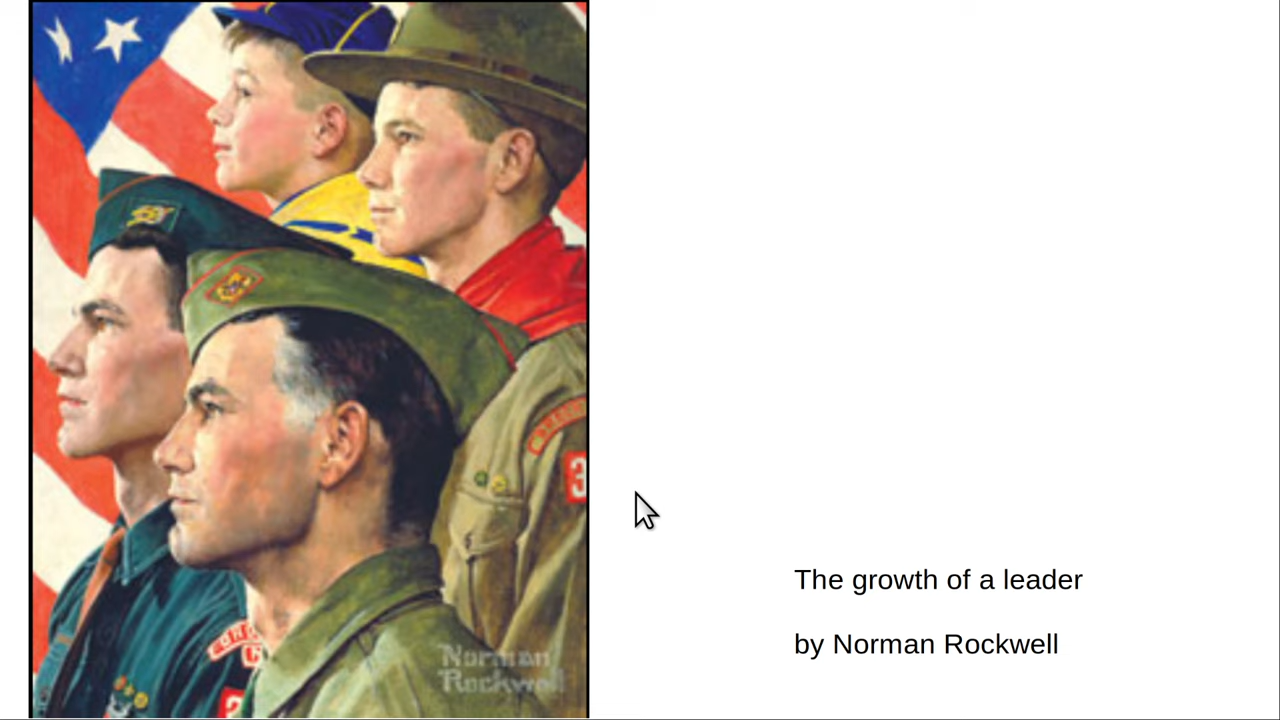 Norman
Rockwell
The growth of a leader
by Norman Rockwell